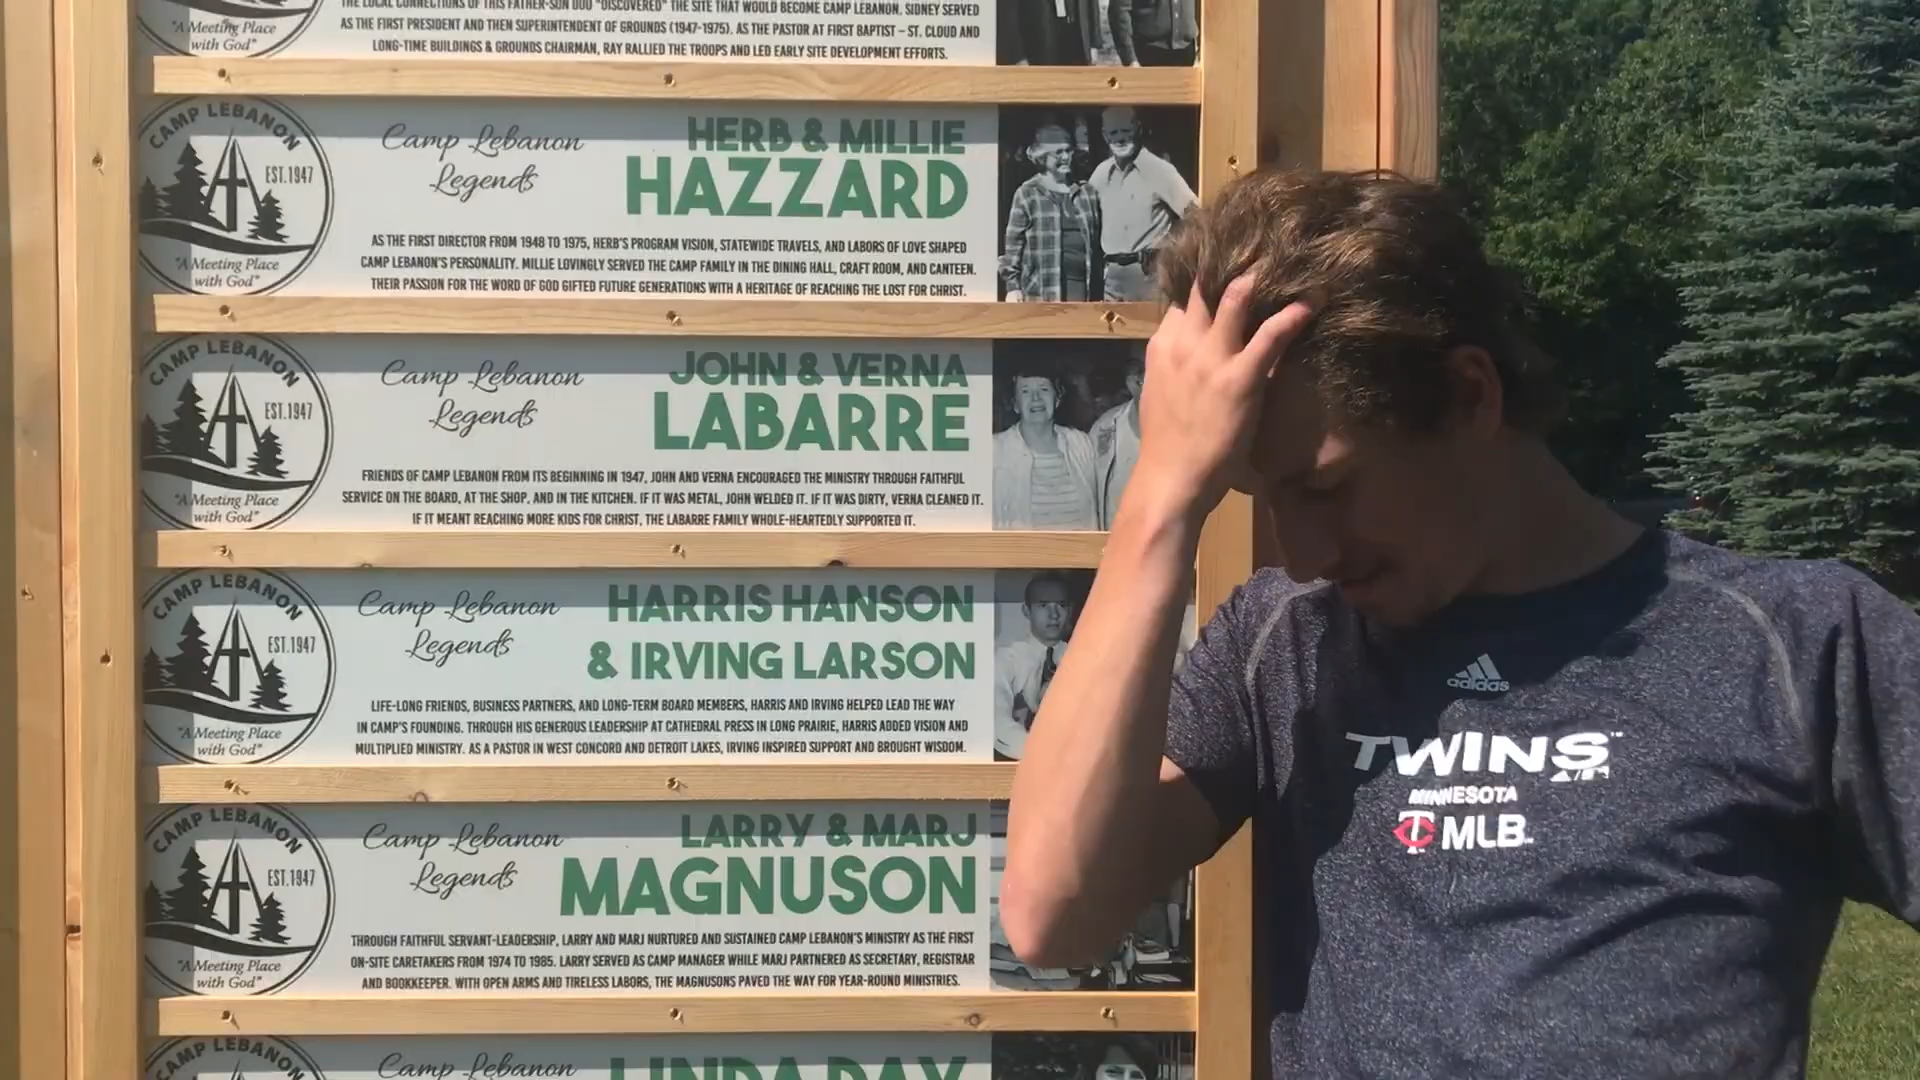 THE LOCAL CONNECTIONS OF THIS FATHER-SON DUO "DISCOVERED" THE SITE THAT WOULD BECOME CAMP LEBANON. SIDNEY SERVED
AS THE FIRST PRESIDENT AND THEN SUPERINTENDENT OF GROUNDS (1947-1975). AS THE PASTOR AT FIRST BAPTIST – ST. CLOUD AND
LONG-TIME BUILDINGS & GROUNDS CHAIRMAN, RAY RALLIED THE TROOPS AND LED EARLY SITE DEVELOPMENT EFFORTS.
"A Meeting Place
with God"
CAMP LEBANON
EST.1947
"A Meeting Place
with God"
Camp Lebanon
Legends
HERB & MILLIE
HAZZARD
AS THE FIRST DIRECTOR FROM 1948 TO 1975, HERB'S PROGRAM VISION, STATEWIDE TRAVELS, AND LABORS OF LOVE SHAPED
CAMP LEBANON'S PERSONALITY. MILLIE LOVINGLY SERVED THE CAMP FAMILY IN THE DINING HALL, CRAFT ROOM, AND CANTEEN.
THEIR PASSION FOR THE WORD OF GOD GIFTED FUTURE GENERATIONS WITH A HERITAGE OF REACHING THE LOST FOR CHRIST.
CAMP LEBANON
EST.1947
"A Meeting Place
with God"
Camp Lebanon
Legends
JOHN & VERNA
LABARRE
FRIENDS OF CAMP LEBANON FROM ITS BEGINNING IN 1947, JOHN AND VERNA ENCOURAGED THE MINISTRY THROUGH FAITHFUL
SERVICE ON THE BOARD, AT THE SHOP, AND IN THE KITCHEN. IF IT WAS METAL, JOHN WELDED IT. IF IT WAS DIRTY, VERNA CLEANED IT.
IF IT MEANT REACHING MORE KIDS FOR CHRIST, THE LABARRE FAMILY WHOLE-HEARTEDLY SUPPORTED IT.
CAMP LEBANON
EST.1947
"A Meeting Place
with God"
Camp Lebanon
Legends
HARRIS HANSON
& IRVING LARSON
LIFE-LONG FRIENDS, BUSINESS PARTNERS, AND LONG-TERM BOARD MEMBERS, HARRIS AND IRVING HELPED LEAD THE WAY
IN CAMP'S FOUNDING. THROUGH HIS GENEROUS LEADERSHIP AT CATHEDRAL PRESS IN LONG PRAIRIE, HARRIS ADDED VISION AND
MULTIPLIED MINISTRY. AS A PASTOR IN WEST CONCORD AND DETROIT LAKES, IRVING INSPIRED SUPPORT AND BROUGHT WISDOM.
CAMP LEBANON
EST.1947
"A Meeting Place
with God"
Camp Lebanon
Legends
LARRY & MARJ
MAGNUSON
THROUGH FAITHFUL SERVANT-LEADERSHIP, LARRY AND MARJ NURTURED AND SUSTAINED CAMP LEBANON'S MINISTRY AS THE FIRST
ON-SITE CARETAKERS FROM 1974 TO 1985. LARRY SERVED AS CAMP MANAGER WHILE MARJ PARTNERED AS SECRETARY, REGISTRAR
AND BOOKKEEPER. WITH OPEN ARMS AND TIRELESS LABORS, THE MAGNUSONS PAVED THE WAY FOR YEAR-ROUND MINISTRIES.
CAMP LEBANON
Camp Lebanon
LINDA DAY
adidas
TWINS™
MINNESOTA
TC MLB